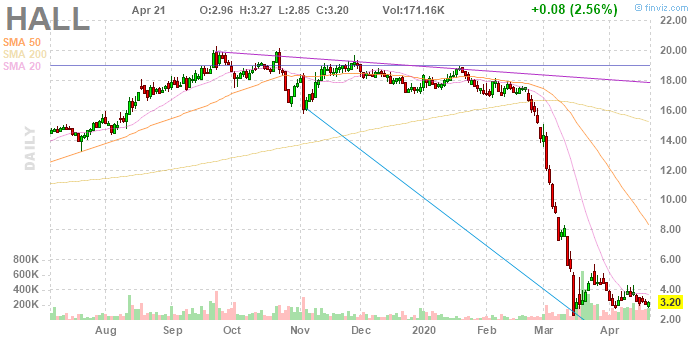 HALL
Apr 21 O:2.96 H:3.27 L:2.85 C:3.20 Vol:171.16K +0.08 (2.56%)
© finviz.com
SMA 50
SMA 200
SMA 20
DAILY
20.00
18.00
16.00
14.00
12.00
10.00
8.00
6.00
4.00
3.20
2.00
800K
600K
400K
200K
Aug Sep Oct Nov Dec 2020 Feb Mar Apr